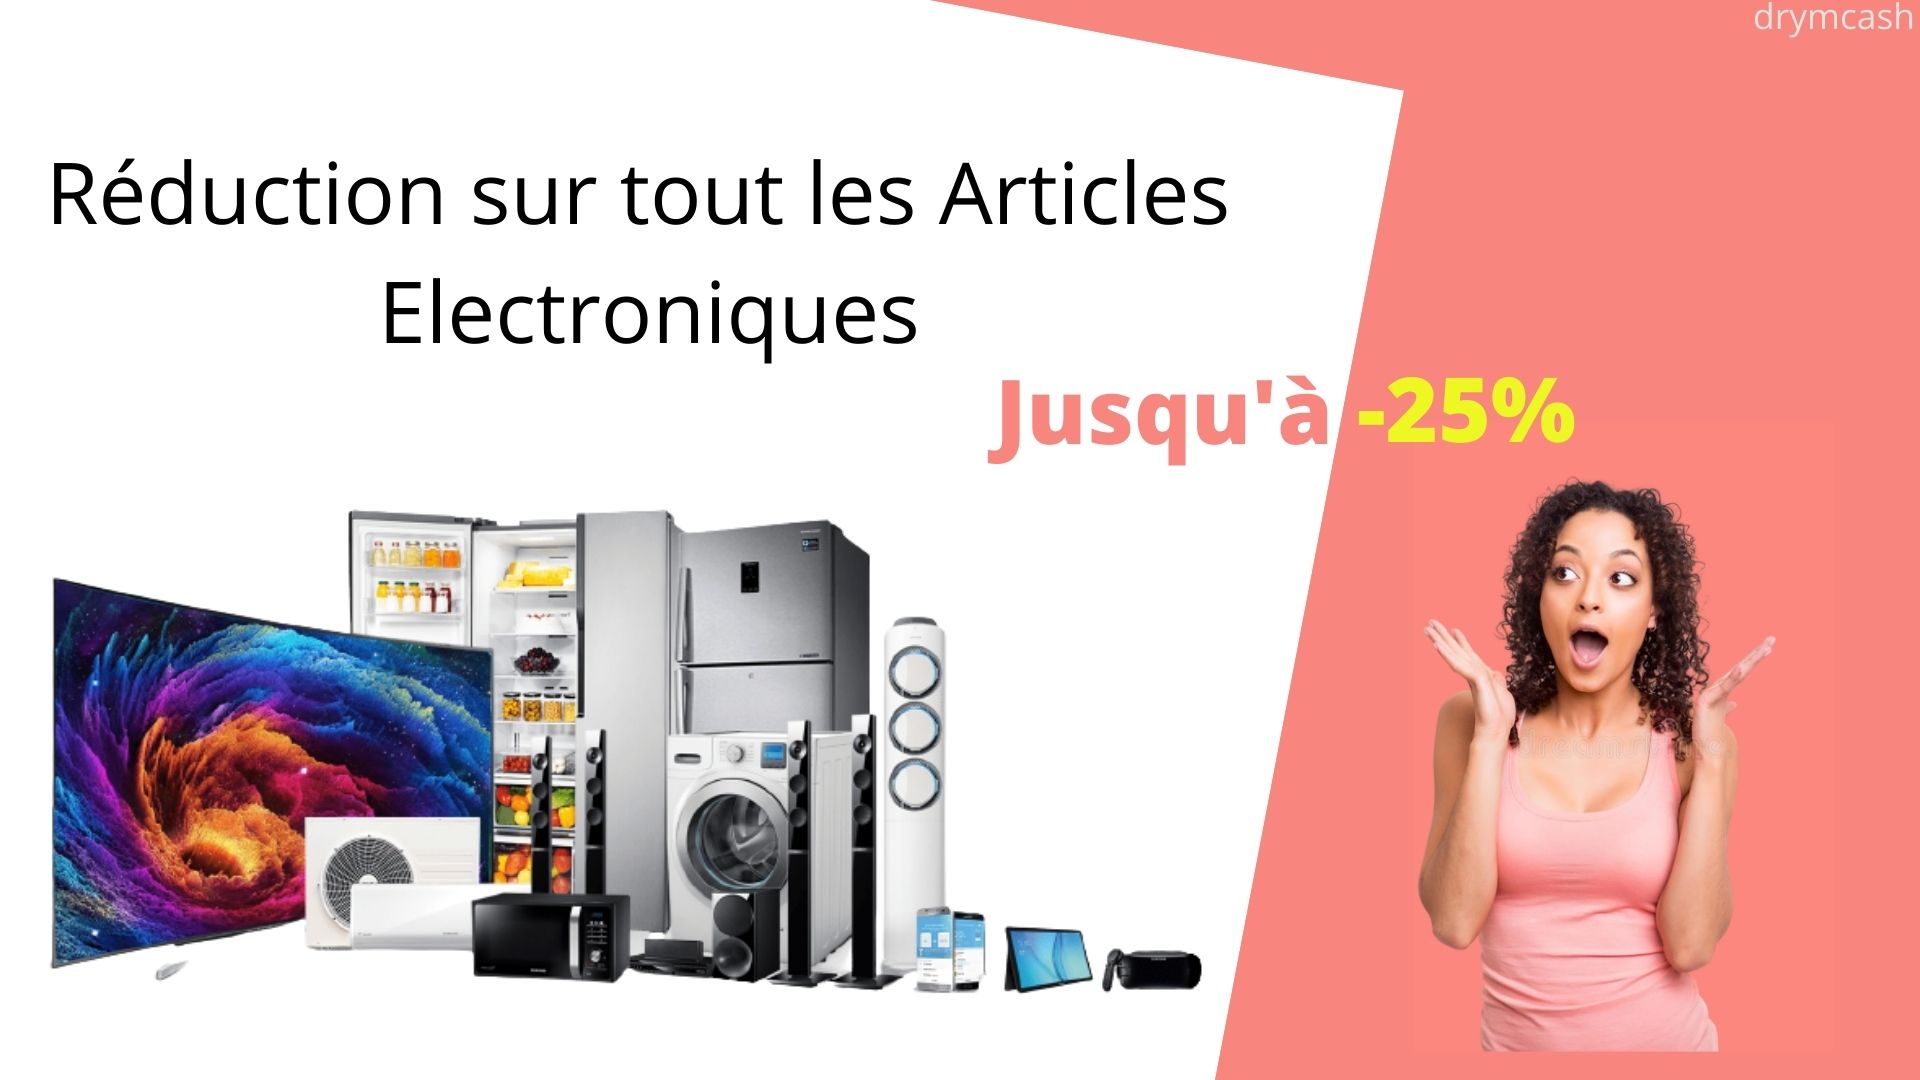 drymcash
Réduction sur tout les Articles
Electroniques
Jusqu'à -25%